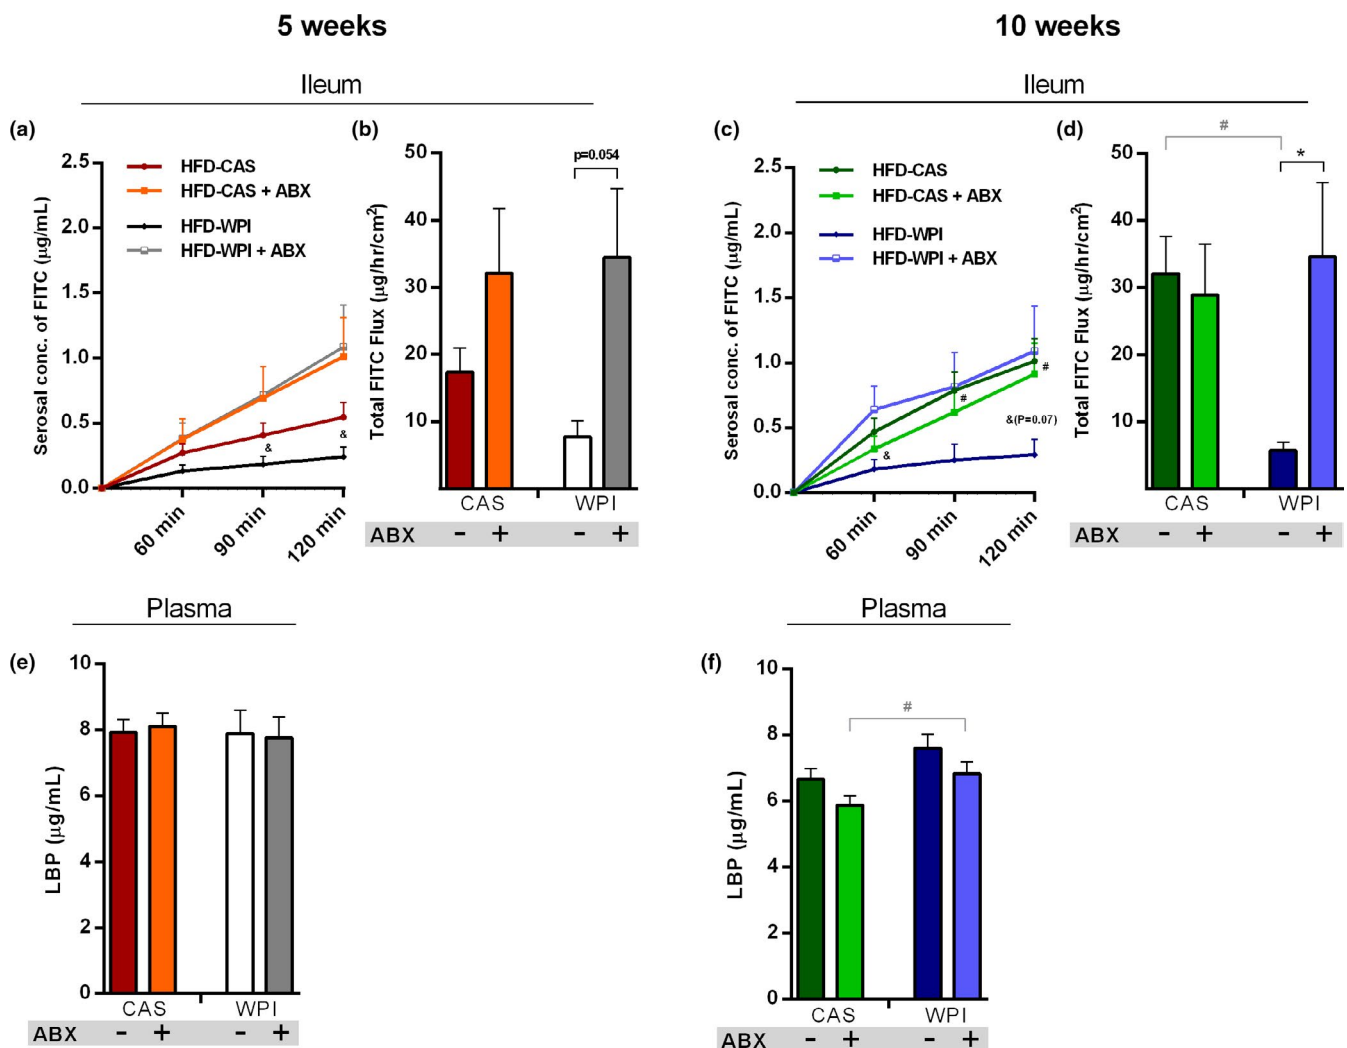 5 weeks
10 weeks
Ileum
Ileum
(a)
Serosal conc. of FITC (μg/mL)
2.5
2.0
1.5
1.0
0.5
0.0
HFD-CAS
HFD-CAS + ABX
HFD-WPI
HFD-WPI + ABX
&
&
60 min
90 min
120 min
(b)
Total FITC Flux (μg/hr/cm²)
50
40
30
20
10
p=0.054
CAS
WPI
ABX - + - +
(c)
Serosal conc. of FITC (μg/mL)
2.5
2.0
1.5
1.0
0.5
0.0
HFD-CAS
HFD-CAS + ABX
HFD-WPI
HFD-WPI + ABX
#
#
&(P=0.07)
&
60 min
90 min
120 min
(d)
Total FITC Flux (μg/hr/cm²)
50
40
30
20
10
#
*
CAS
WPI
ABX - + - +
Plasma
Plasma
(e)
LBP (μg/mL)
10
8
6
4
2
0
CAS
WPI
ABX - + - +
(f)
LBP (μg/mL)
10
8
6
4
2
0
#
CAS
WPI
ABX - + - +